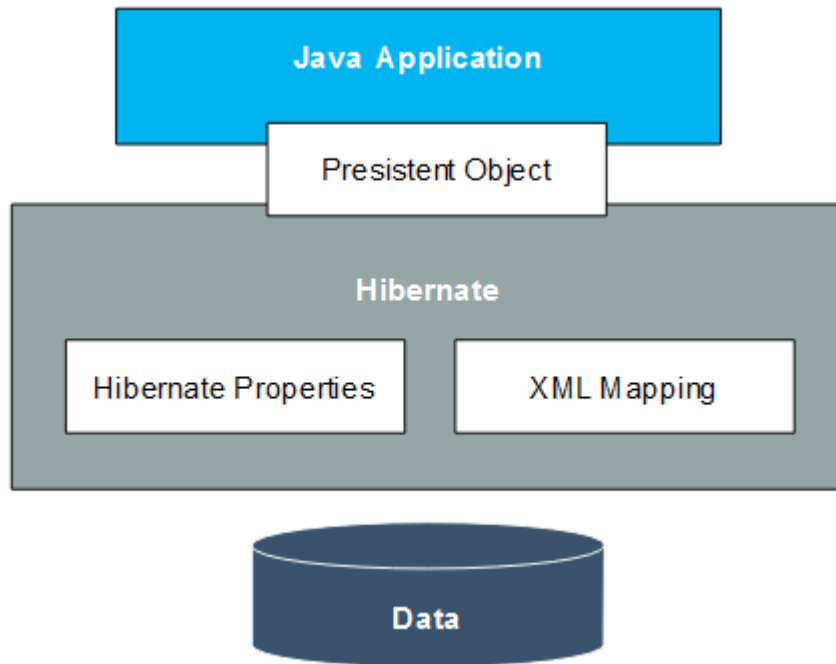 Java Application
Presistent Object
Hibernate
Hibernate Properties
XML Mapping
Data